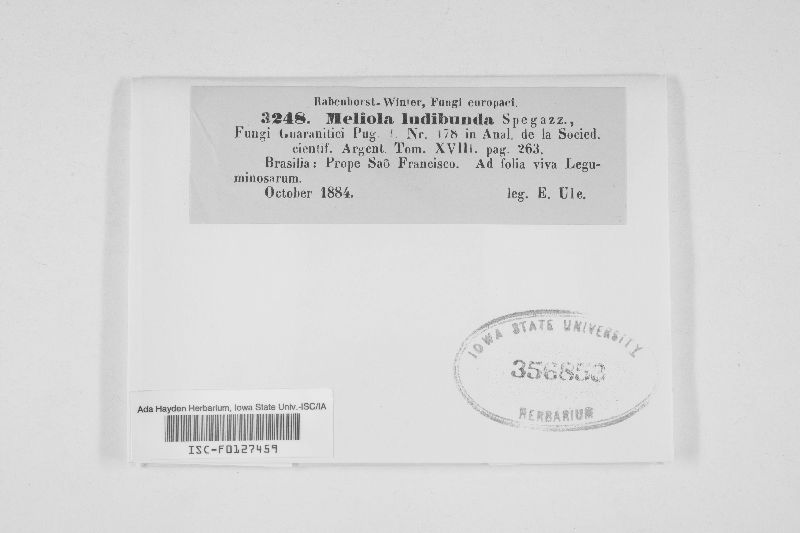 Rabenhorst-Winter, Fungi europaei.
3248. Meliola ludibunda Spegazz.,
Fungi Guaranitici Pug. I. Nr. 178 in Anal. de la Socied.
cientif. Argent. Tom. XVIII. pag. 263.
Brasilia: Prope Saõ Francisco. Ad folia viva Legu-
minosarum.
October 1884. leg. E. Ule.
IOWA STATE UNIVERSITY
356853
HERBARIUM
Ada Hayden Herbarium, Iowa State Univ.-ISC/IA
ISC-F0127459